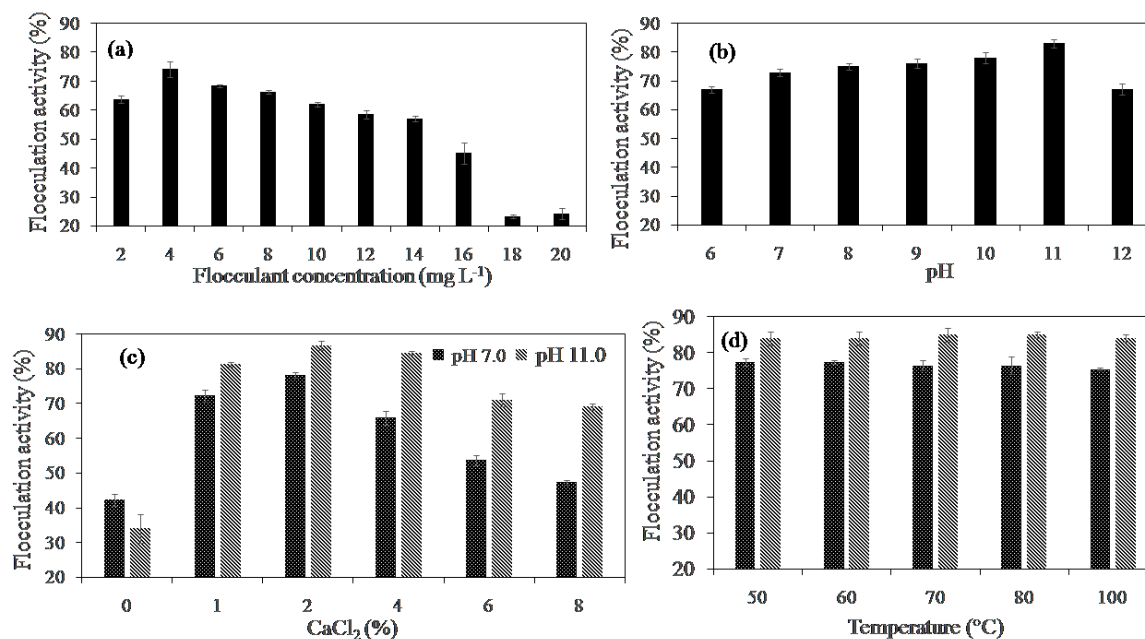 (a)
Flocculation activity (%)
90
80
70
60
50
40
30
20
2 4 6 8 10 12 14 16 18 20
Flocculant concentration (mg L⁻¹)
(b)
Flocculation activity (%)
90
80
70
60
50
40
30
20
6 7 8 9 10 11 12
pH
(c)
pH 7.0 pH 11.0
Flocculation activity (%)
90
80
70
60
50
40
30
20
0 1 2 4 6 8
CaCl₂ (%)
(d)
Flocculation activity (%)
90
80
70
60
50
40
30
20
50 60 70 80 100
Temperature (°C)